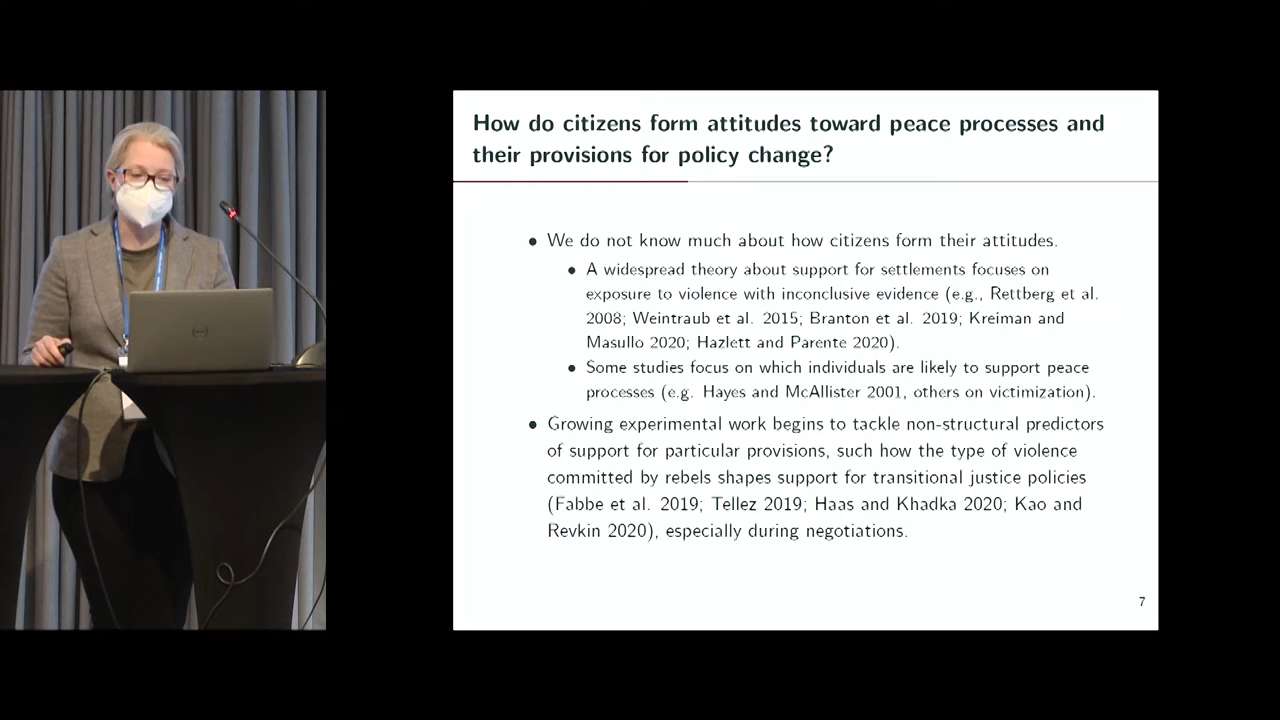 How do citizens form attitudes toward peace processes and
their provisions for policy change?
• We do not know much about how citizens form their attitudes.
• A widespread theory about support for settlements focuses on
exposure to violence with inconclusive evidence (e.g., Rettberg et al.
2008; Weintraub et al. 2015; Branton et al. 2019; Kreiman and
Masullo 2020; Hazlett and Parente 2020).
• Some studies focus on which individuals are likely to support peace
processes (e.g. Hayes and McAllister 2001, others on victimization).
• Growing experimental work begins to tackle non-structural predictors
of support for particular provisions, such how the type of violence
committed by rebels shapes support for transitional justice policies
(Fabbe et al. 2019; Tellez 2019; Haas and Khadka 2020; Kao and
Revkin 2020), especially during negotiations.
7